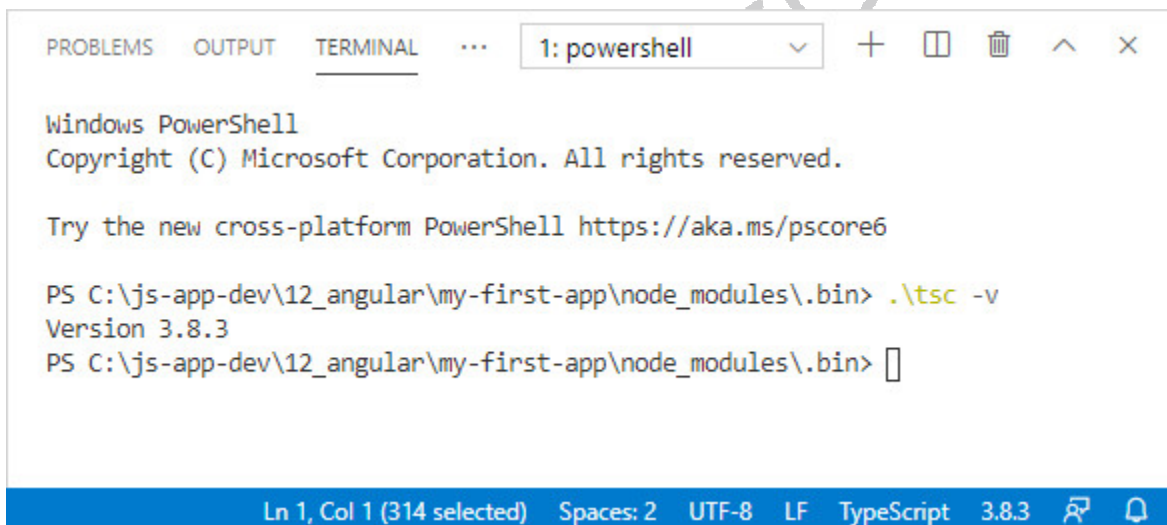 PROBLEMS OUTPUT TERMINAL ... 1: powershell
Windows PowerShell
Copyright (C) Microsoft Corporation. All rights reserved.
Try the new cross-platform PowerShell https://aka.ms/pscore6
PS C:\js-app-dev\12_angular\my-first-app\node_modules\.bin> .\tsc -v
Version 3.8.3
PS C:\js-app-dev\12_angular\my-first-app\node_modules\.bin>
Ln 1, Col 1 (314 selected) Spaces: 2 UTF-8 LF TypeScript 3.8.3